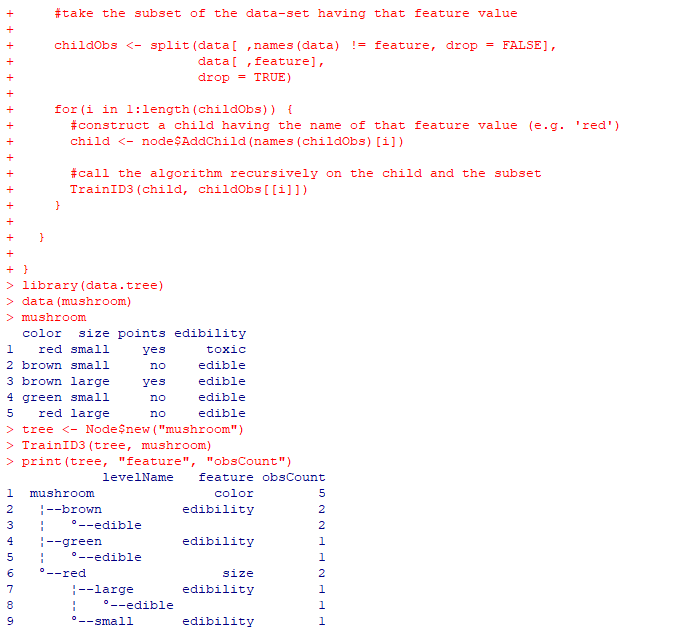 +     #take the subset of the data-set having that feature value
+
+     childObs <- split(data[ ,names(data) != feature, drop = FALSE],
+                       data[ ,feature],
+                       drop = TRUE)
+
+     for(i in 1:length(childObs)) {
+       #construct a child having the name of that feature value (e.g. 'red')
+       child <- node$AddChild(names(childObs)[i])
+
+       #call the algorithm recursively on the child and the subset
+       TrainID3(child, childObs[[i]])
+     }
+
+   }
+
+ }
> library(data.tree)
> data(mushroom)
> mushroom
  color  size points edibility
1   red small    yes     toxic
2 brown small     no    edible
3 brown large    yes    edible
4 green small     no    edible
5   red large     no    edible
> tree <- Node$new("mushroom")
> TrainID3(tree, mushroom)
> print(tree, "feature", "obsCount")
            levelName   feature obsCount
1  mushroom               color        5
2   ¦--brown          edibility        2
3   ¦   °--edible                      2
4   ¦--green          edibility        1
5   ¦   °--edible                      1
6   °--red                 size        2
7       ¦--large      edibility        1
8       ¦   °--edible                  1
9       °--small      edibility        1